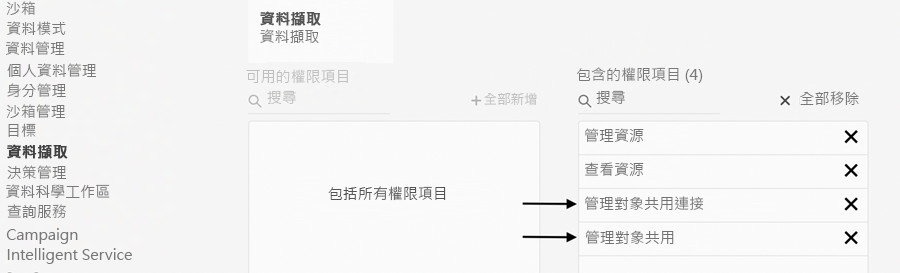 沙箱
資料模式
資料管理
個人資料管理
身分管理
沙箱管理
目標
資料擷取
決策管理
資料科學工作區
查詢服務
Campaign
Intelligent Service
資料擷取
資料擷取
可用的權限項目
搜尋
全部新增
包括所有權限項目
包含的權限項目 (4)
搜尋
全部移除
管理資源
查看資源
管理對象共用連接
管理對象共用